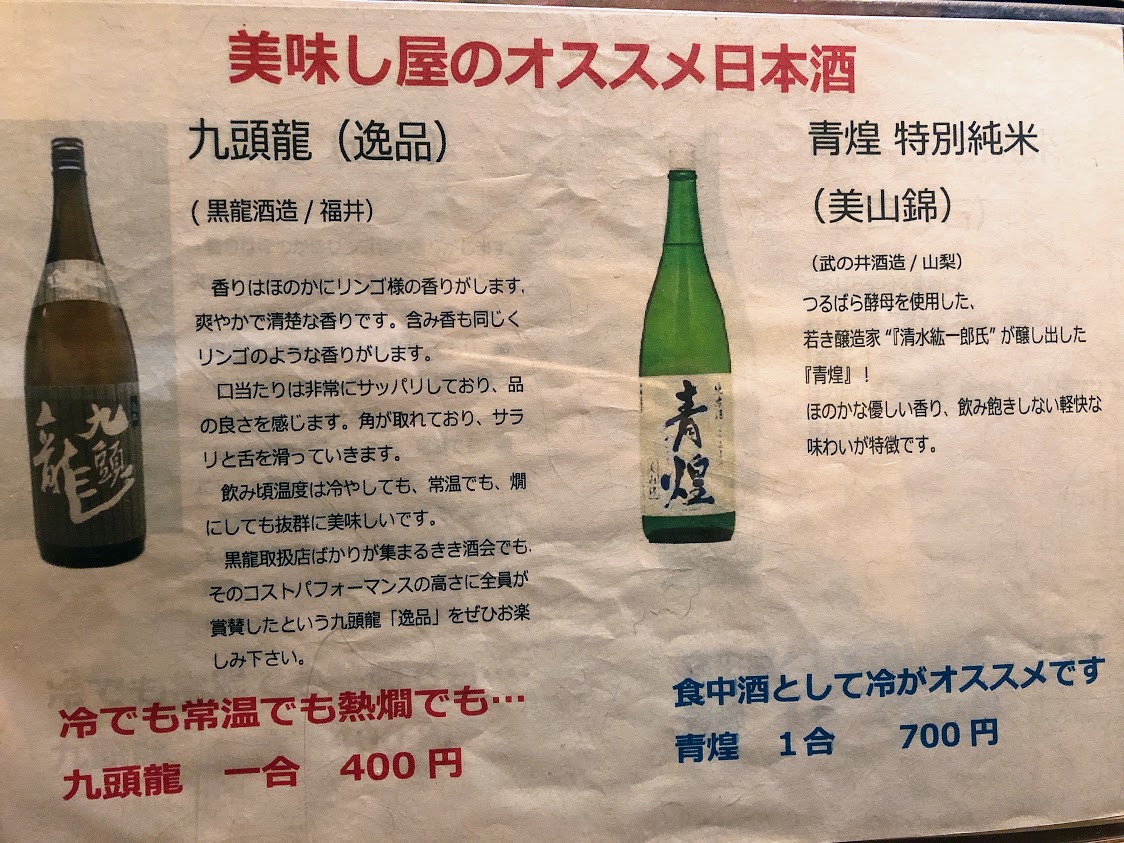 美味し屋のオススメ日本酒
九頭龍（逸品）
( 黒龍酒造 / 福井）
香りはほのかにリンゴ様の香りがします,
爽やかで清楚な香りです。含み香も同じく
リンゴのような香りがします。
口当たりは非常にサッパリしており、品
の良さを感じます。角が取れており、サラ
リと舌を滑っていきます。
飲み頃温度は冷やしても、常温でも、燗
にしても抜群に美味しいです。
黒龍取扱店ばかりが集まるきき酒会でも,
そのコストパフォーマンスの高さに全員が
賞賛したという九頭龍「逸品」をぜひお楽
しみ下さい。
冷でも常温でも熱燗でも…
九頭龍　一合　400 円
九頭龍
青煌 特別純米
（美山錦）
（武の井酒造 / 山梨）
つるばら酵母を使用した、
若き醸造家 “『清水紘一郎氏” が醸し出した
『青煌』！
ほのかな優しい香り、飲み飽きしない軽快な
味わいが特徴です。
青煌
食中酒として冷がオススメです
青煌　１合　700 円